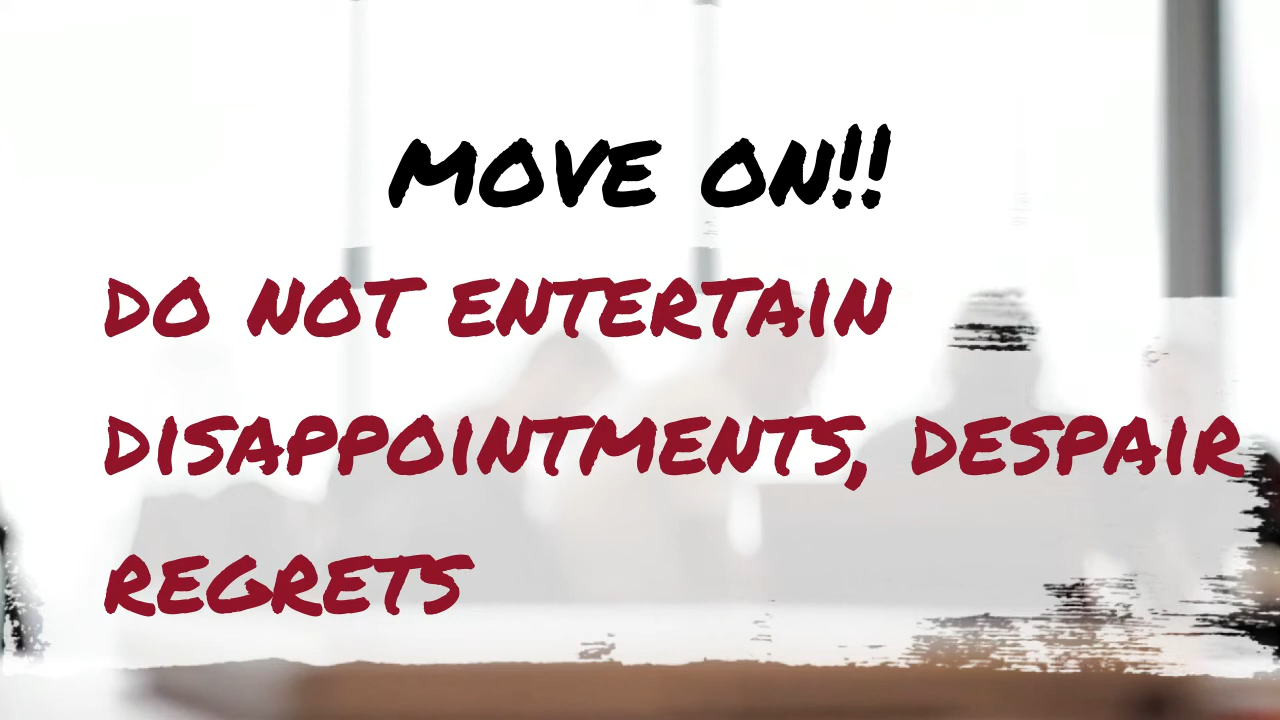 MOVE ON!!
DO NOT ENTERTAIN
DISAPPOINTMENTS, DESPAIR
REGRETS